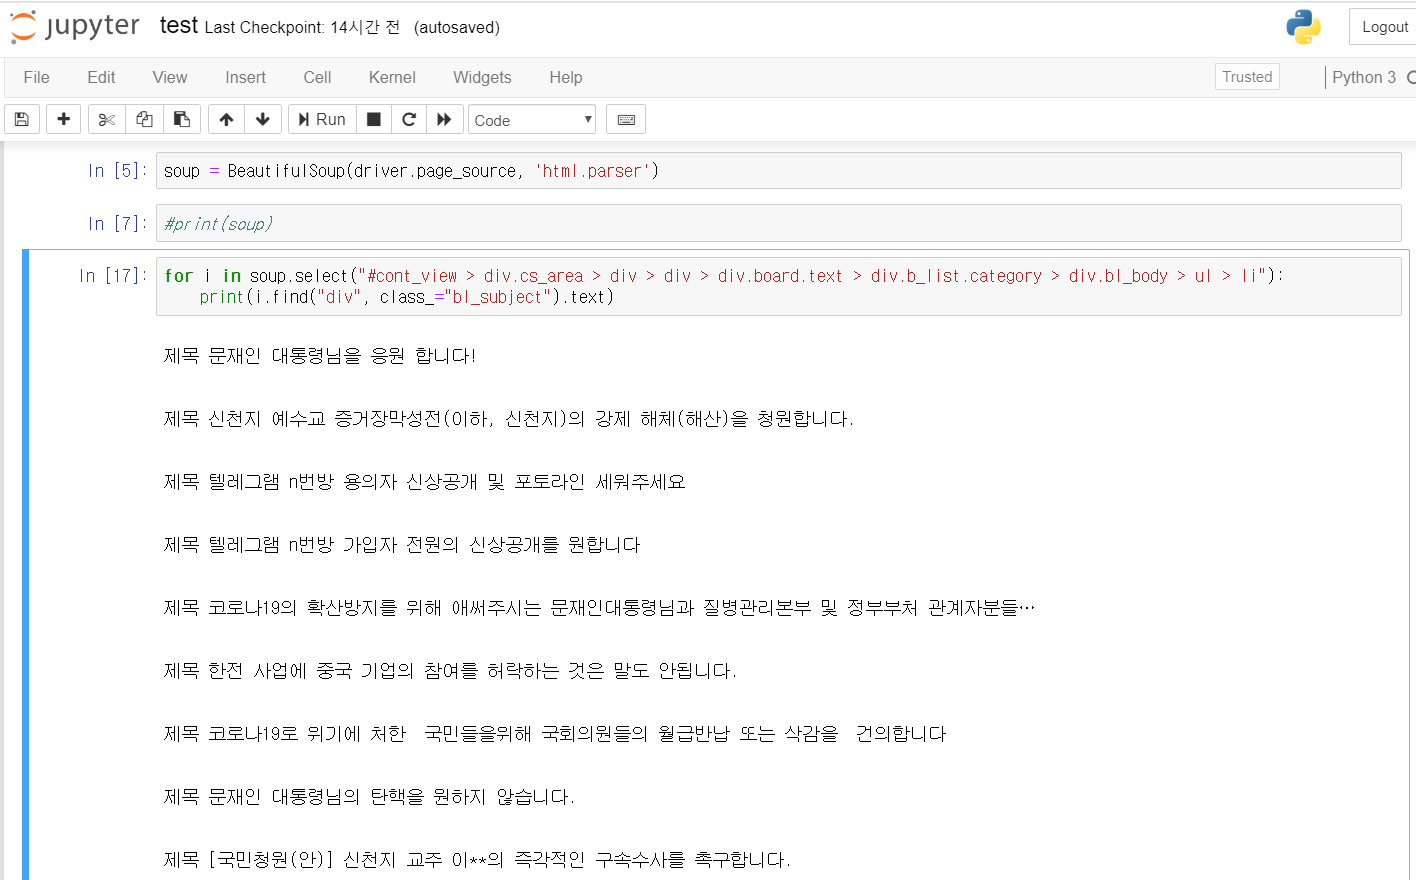 jupyter test Last Checkpoint: 14시간 전 (autosaved) Logout
File Edit View Insert Cell Kernel Widgets Help Trusted Python 3
Run Code
In [5]: soup = BeautifulSoup(driver.page_source, 'html.parser')
In [7]: #print(soup)
In [17]: for i in soup.select("#cont_view > div.cs_area > div > div > div.board.text > div.b_list.category > div.bl_body > ul > li"):
print(i.find("div", class_="bl_subject").text)
제목 문재인 대통령님을 응원 합니다!
제목 신천지 예수교 증거장막성전(이하, 신천지)의 강제 해체(해산)을 청원합니다.
제목 텔레그램 n번방 용의자 신상공개 및 포토라인 세워주세요
제목 텔레그램 n번방 가입자 전원의 신상공개를 원합니다
제목 코로나19의 확산방지를 위해 애써주시는 문재인대통령님과 질병관리본부 및 정부부처 관계자분들…
제목 한전 사업에 중국 기업의 참여를 허락하는 것은 말도 안됩니다.
제목 코로나19로 위기에 처한  국민들을위해 국회의원들의 월급반납 또는 삭감을  건의합니다
제목 문재인 대통령님의 탄핵을 원하지 않습니다.
제목 [국민청원(안)] 신천지 교주 이**의 즉각적인 구속수사를 촉구합니다.